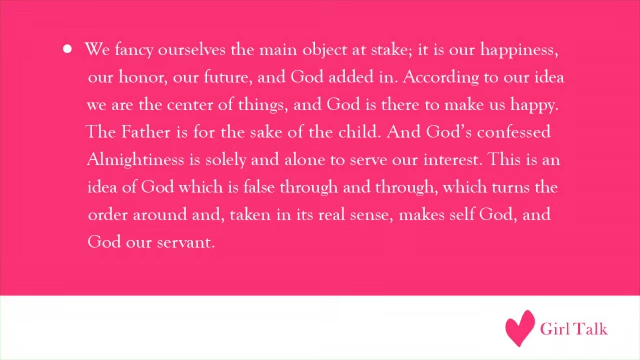 ● We fancy ourselves the main object at stake; it is our happiness,
our honor, our future, and God added in. According to our idea
we are the center of things, and God is there to make us happy.
The Father is for the sake of the child. And God's confessed
Almightiness is solely and alone to serve our interest. This is an
idea of God which is false through and through, which turns the
order around and, taken in its real sense, makes self God, and
God our servant.
Girl Talk